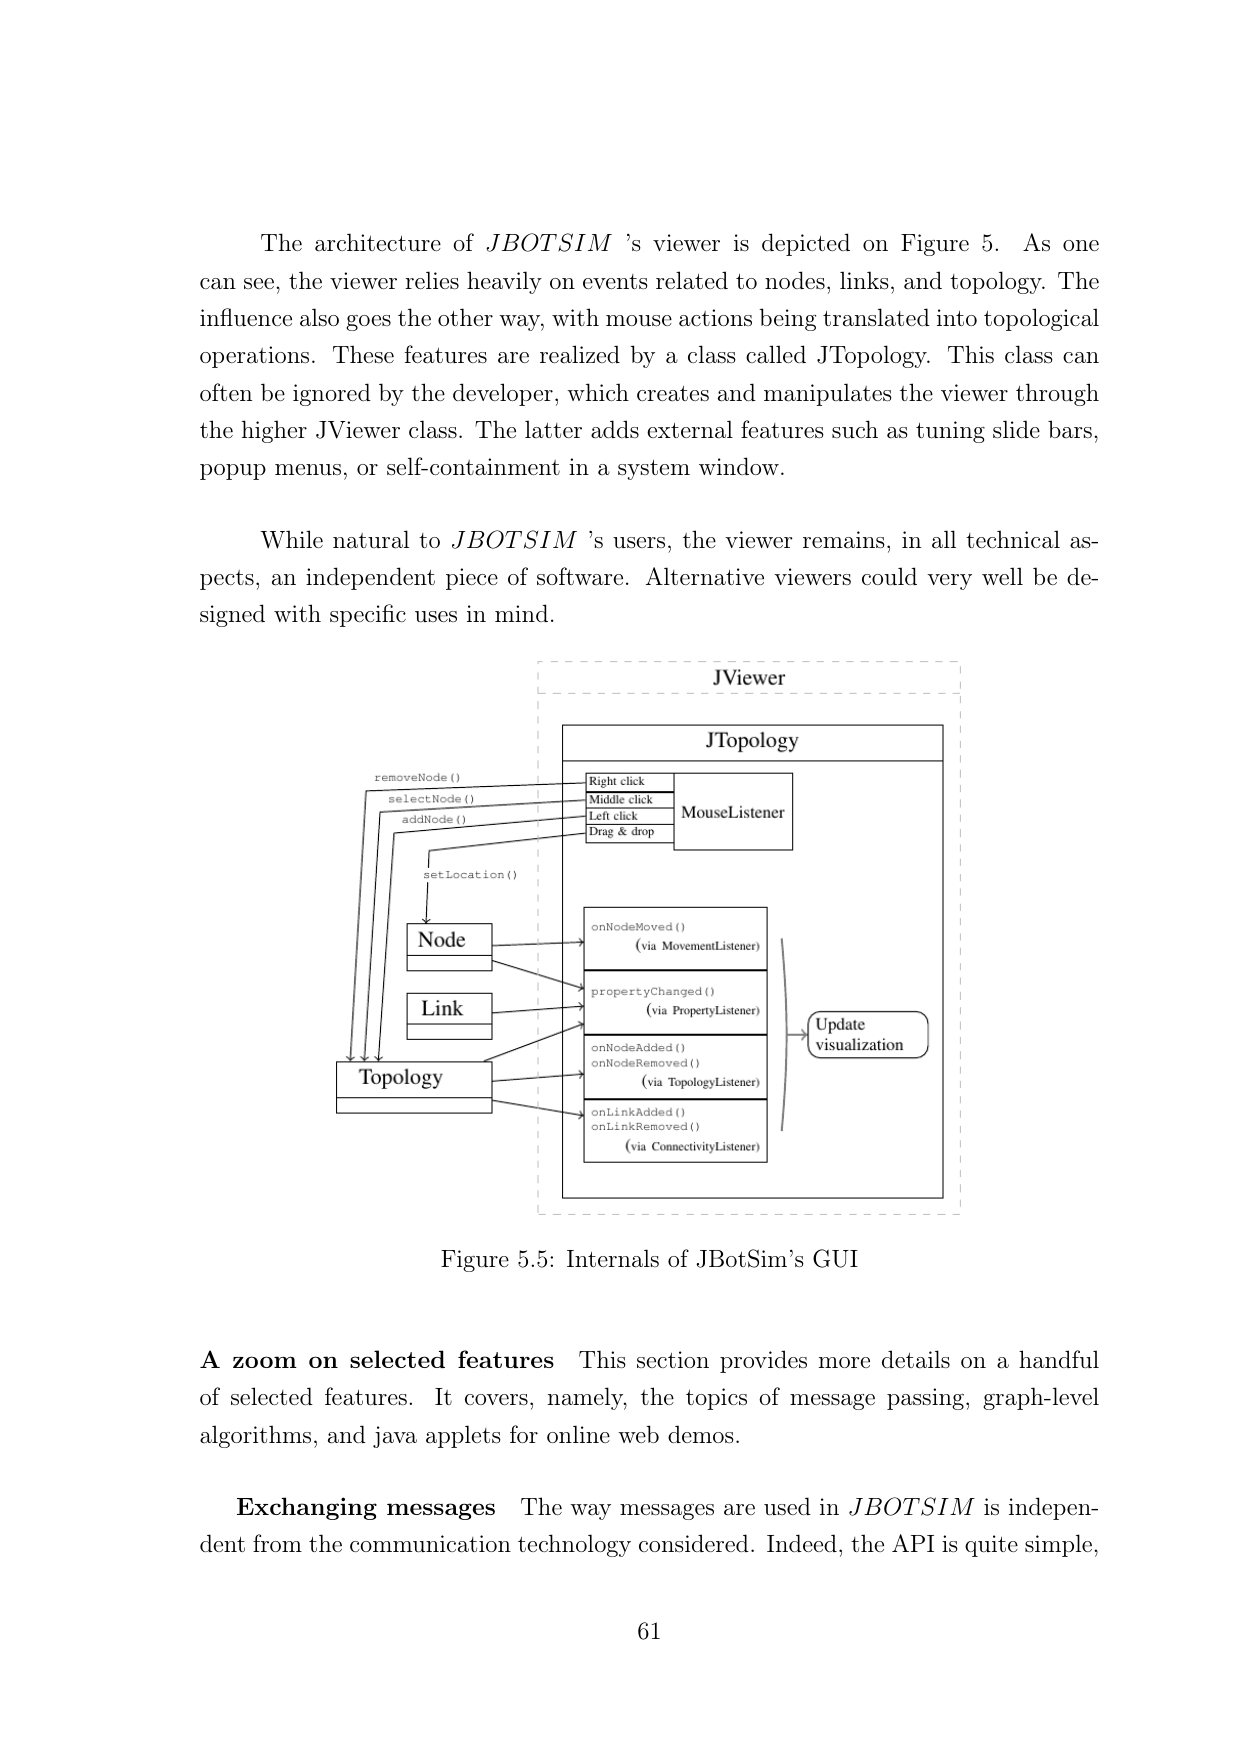 The architecture of JBOTSIM 's viewer is depicted on Figure 5. As one
can see, the viewer relies heavily on events related to nodes, links, and topology. The
influence also goes the other way, with mouse actions being translated into topological
operations. These features are realized by a class called JTopology. This class can
often be ignored by the developer, which creates and manipulates the viewer through
the higher JViewer class. The latter adds external features such as tuning slide bars,
popup menus, or self-containment in a system window.
While natural to JBOTSIM 's users, the viewer remains, in all technical as-
pects, an independent piece of software. Alternative viewers could very well be de-
signed with specific uses in mind.
JViewer
JTopology
removeNode()
selectNode()
addNode()
setLocation()
Right click
Middle click
Left click
Drag & drop
MouseListener
Node
Link
Topology
onNodeMoved()
(via MovementListener)
propertyChanged()
(via PropertyListener)
onNodeAdded()
onNodeRemoved()
(via TopologyListener)
onLinkAdded()
onLinkRemoved()
(via ConnectivityListener)
Update
visualization
Figure 5.5: Internals of JBotSim's GUI
A zoom on selected features This section provides more details on a handful
of selected features. It covers, namely, the topics of message passing, graph-level
algorithms, and java applets for online web demos.
Exchanging messages The way messages are used in JBOTSIM is indepen-
dent from the communication technology considered. Indeed, the API is quite simple,
61